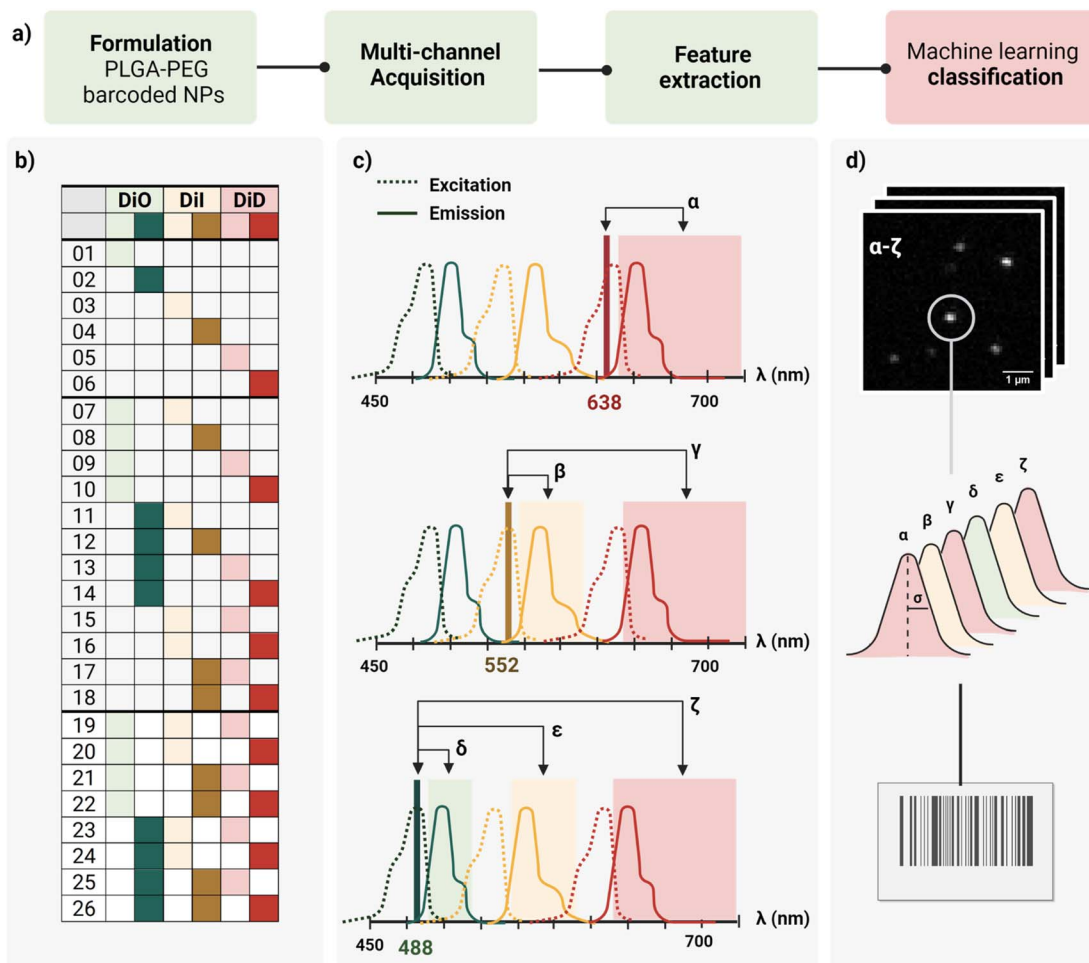 a)
Formulation
PLGA-PEG
barcoded NPs
Multi-channel
Acquisition
Feature
extraction
Machine learning
classification
b)
DiO DiI DiD
01
02
03
04
05
06
07
08
09
10
11
12
13
14
15
16
17
18
19
20
21
22
23
24
25
26
c)
Excitation
Emission
α
450 638 700 λ (nm)
γ
β
450 552 700 λ (nm)
ζ
ε
δ
450 488 700 λ (nm)
d)
α-ζ
1 µm
ζ
ε
δ
γ
β
α
σ